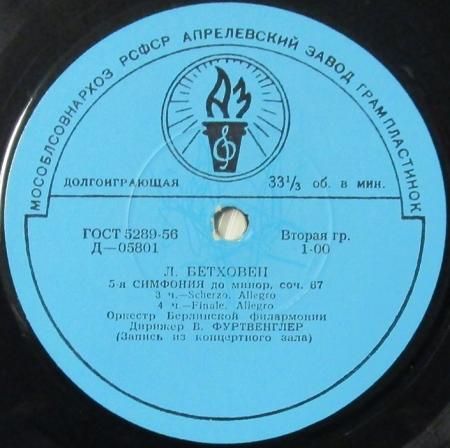 МОСОБЛСОВНАРХОЗ РСФСР АПРЕЛЕВСКИЙ ЗАВОД ГРАМПЛАСТИНОК
АЗ
ДОЛГОИГРАЮЩАЯ 33⅓ об. в мин.
ГОСТ 5289-56 Вторая гр.
Д—05801 1-00
Л. БЕТХОВЕН
5-я СИМФОНИЯ до минор, соч. 67
3 ч.—Scherzo, Allegro
4 ч.—Finale, Allegro
Оркестр Берлинской филармонии
Дирижер В. ФУРТВЕНГЛЕР
(Запись из концертного зала)